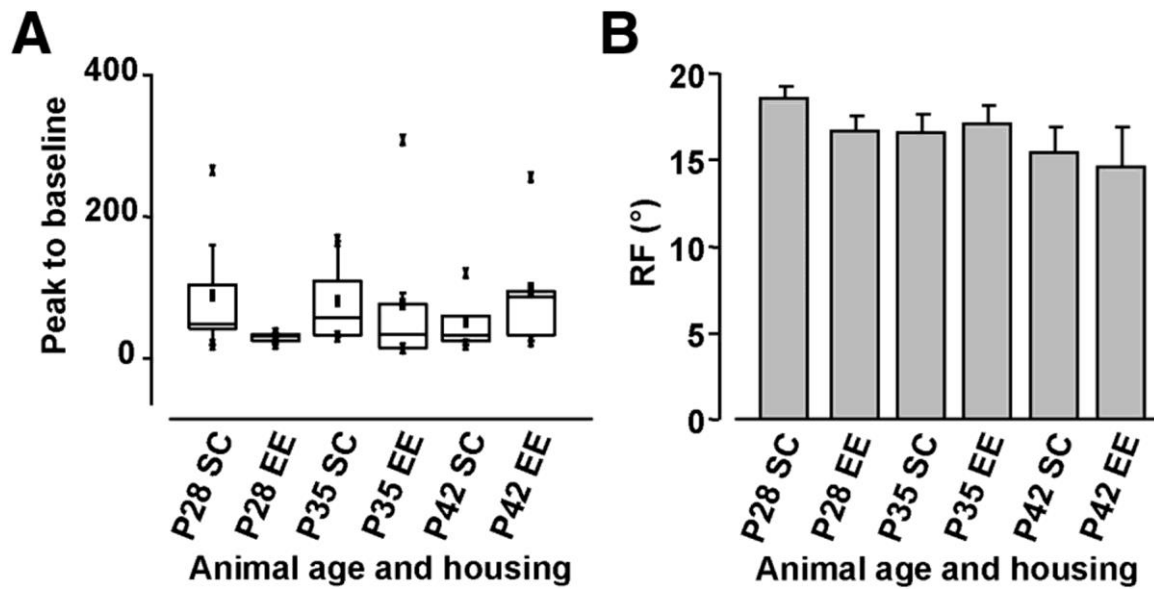 A
Peak to baseline
400
200
0
P28 SC
P28 EE
P35 SC
P35 EE
P42 SC
P42 EE
Animal age and housing
B
RF (°)
20
15
10
5
0
P28 SC
P28 EE
P35 SC
P35 EE
P42 SC
P42 EE
Animal age and housing